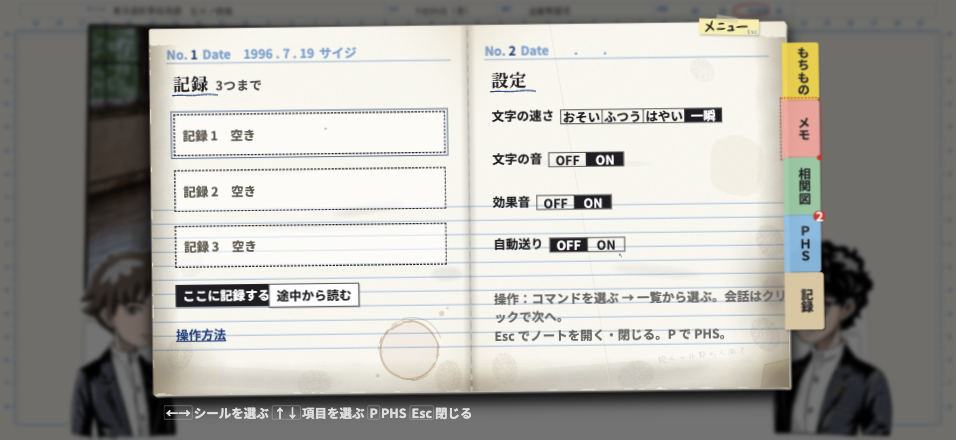 メニュー Esc
No. 1 Date 1996.7.19 サイジ
記録 3つまで
記録 1 空き
記録 2 空き
記録 3 空き
ここに記録する 途中から読む
操作方法
No. 2 Date . .
設定
文字の速さ おそい ふつう はやい 一瞬
文字の音 OFF ON
効果音 OFF ON
自動送り OFF ON
操作：コマンドを選ぶ → 一覧から選ぶ。会話はクリ
ックで次へ。
Esc でノートを開く・閉じる。P で PHS。
もちもの
メモ
相関図
2
PHS
記録
←→ シールを選ぶ ↑↓ 項目を選ぶ P PHS Esc 閉じる